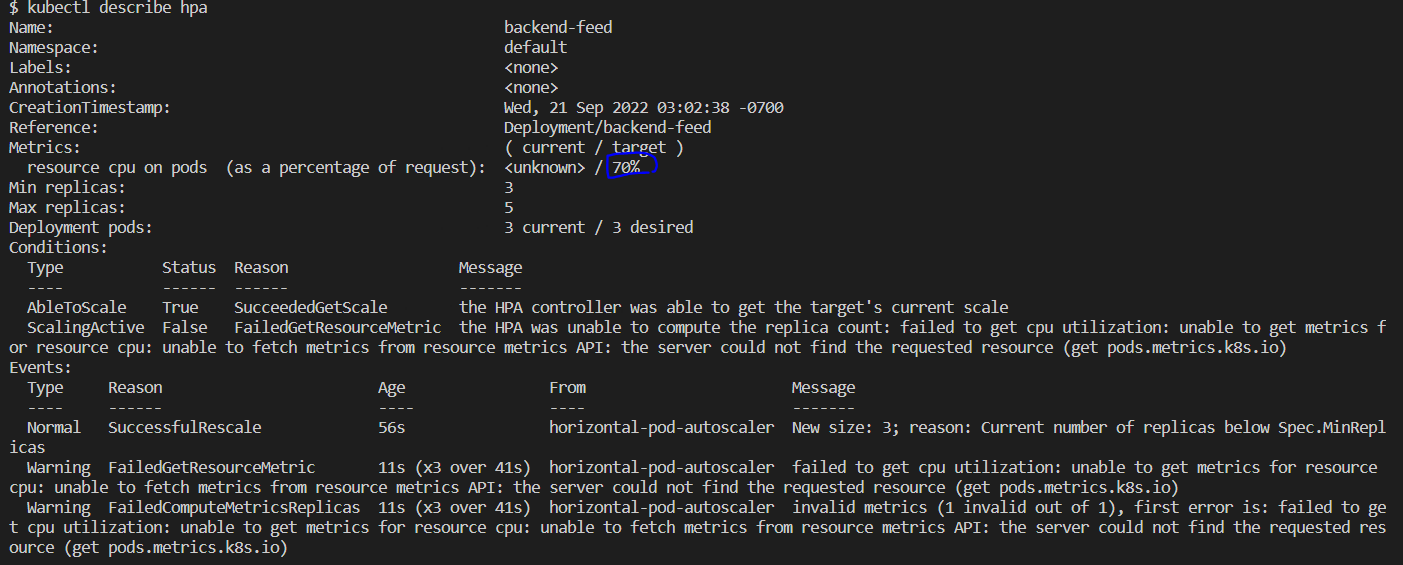 $ kubectl describe hpa
Name:                                                  backend-feed
Namespace:                                             default
Labels:                                                <none>
Annotations:                                           <none>
CreationTimestamp:                                     Wed, 21 Sep 2022 03:02:38 -0700
Reference:                                             Deployment/backend-feed
Metrics:                                               ( current / target )
  resource cpu on pods  (as a percentage of request):  <unknown> / 70%
Min replicas:                                          3
Max replicas:                                          5
Deployment pods:                                       3 current / 3 desired
Conditions:
  Type           Status  Reason                   Message
  ----           ------  ------                   -------
  AbleToScale    True    SucceededGetScale        the HPA controller was able to get the target's current scale
  ScalingActive  False   FailedGetResourceMetric  the HPA was unable to compute the replica count: failed to get cpu utilization: unable to get metrics f
or resource cpu: unable to fetch metrics from resource metrics API: the server could not find the requested resource (get pods.metrics.k8s.io)
Events:
  Type     Reason                        Age                From                       Message
  ----     ------                        ----               ----                       -------
  Normal   SuccessfulRescale             56s                horizontal-pod-autoscaler  New size: 3; reason: Current number of replicas below Spec.MinRepl
icas
  Warning  FailedGetResourceMetric       11s (x3 over 41s)  horizontal-pod-autoscaler  failed to get cpu utilization: unable to get metrics for resource
cpu: unable to fetch metrics from resource metrics API: the server could not find the requested resource (get pods.metrics.k8s.io)
  Warning  FailedComputeMetricsReplicas  11s (x3 over 41s)  horizontal-pod-autoscaler  invalid metrics (1 invalid out of 1), first error is: failed to ge
t cpu utilization: unable to get metrics for resource cpu: unable to fetch metrics from resource metrics API: the server could not find the requested res
ource (get pods.metrics.k8s.io)